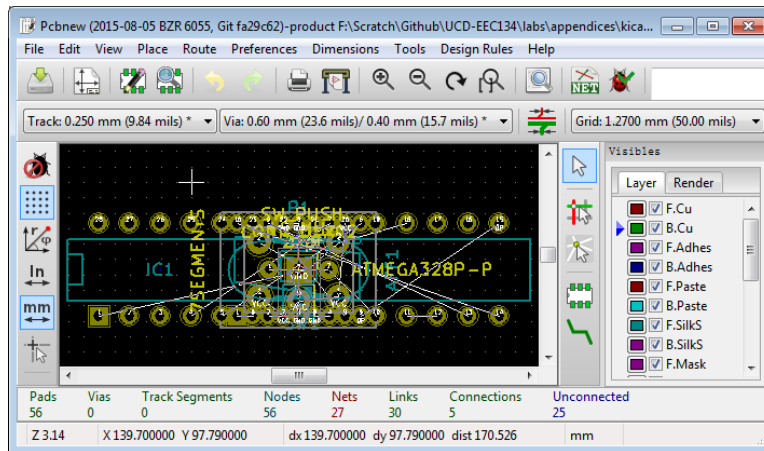 Pcbnew (2015-08-05 BZR 6055, Git fa29c62)-product F:\Scratch\Github\UCD-EEC134\labs\appendices\kica...
File Edit View Place Route Preferences Dimensions Tools Design Rules Help
NET
Track: 0.250 mm (9.84 mils) * Via: 0.60 mm (23.6 mils)/ 0.40 mm (15.7 mils) * Grid: 1.2700 mm (50.00 mils)
Visibles
Layer Render
F.Cu
B.Cu
F.Adhes
B.Adhes
F.Paste
B.Paste
F.SilkS
B.SilkS
F.Mask
In
mm
SW_PUSH
7SEGMENTS
IC1
ATMEGA328P-P
Pads Vias Track Segments Nodes Nets Links Connections Unconnected
56 0 0 56 27 30 5 25
Z 3.14 X 139.700000 Y 97.790000 dx 139.700000 dy 97.790000 dist 170.526 mm